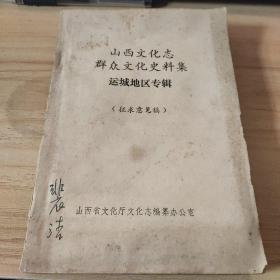 山西文化志
群众文化史料集
运城地区专辑
（征求意见稿）
山西省文化厅文化志编纂办公室